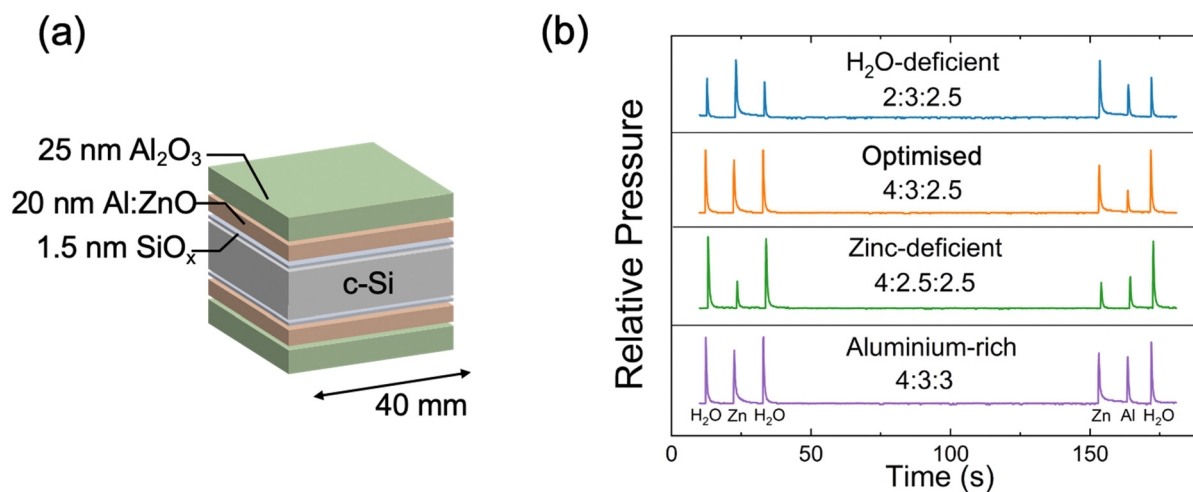 (a)
25 nm Al₂O₃
20 nm Al:ZnO
1.5 nm SiOₓ
c-Si
40 mm
(b)
Relative Pressure
H₂O-deficient
2:3:2.5
Optimised
4:3:2.5
Zinc-deficient
4:2.5:2.5
Aluminium-rich
4:3:3
H₂O Zn H₂O Zn Al H₂O
0 50 100 150
Time (s)